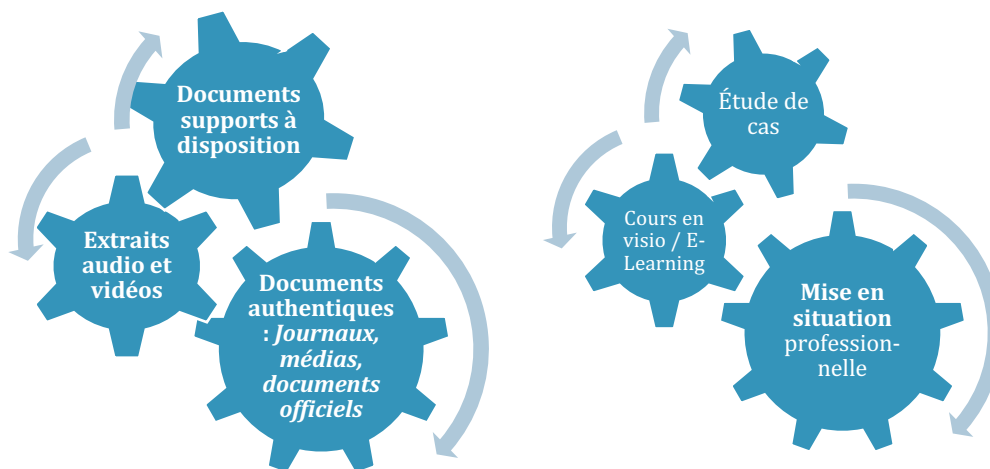 Documents
supports à
disposition
Extraits
audio et
vidéos
Documents
authentiques
: Journaux,
médias,
documents
officiels
Étude de
cas
Cours en
visio / E-
Learning
Mise en
situation
profession-
nelle